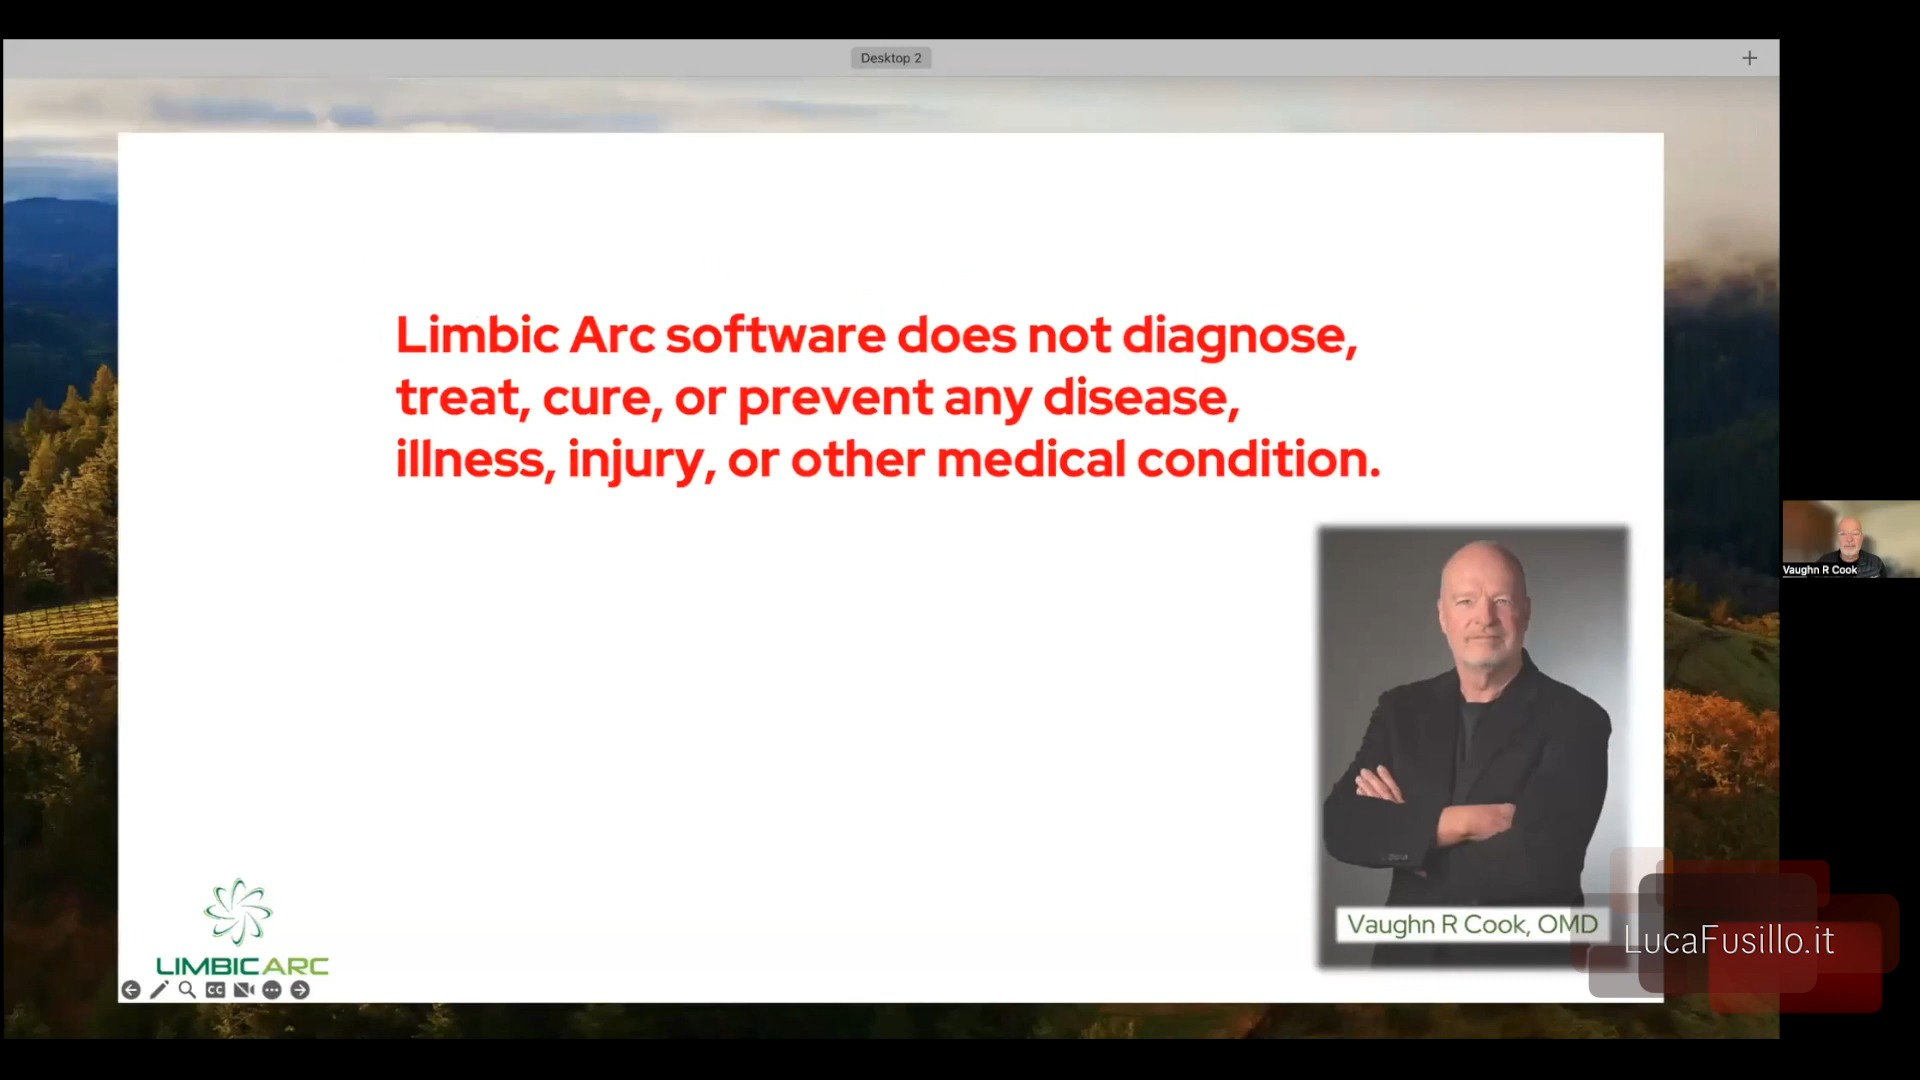 Desktop 2
Limbic Arc software does not diagnose,
treat, cure, or prevent any disease,
illness, injury, or other medical condition.
Vaughn R Cook
Vaughn R Cook, OMD
LucaFusillo.it
LIMBICARC
CC